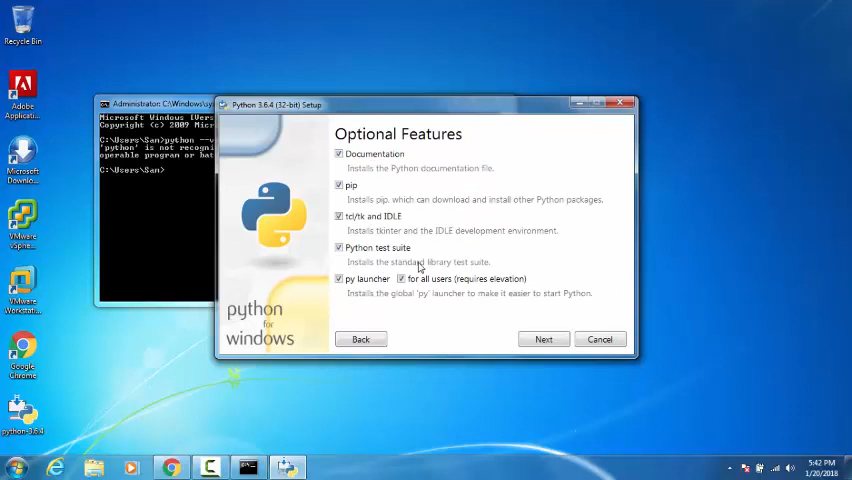 Recycle Bin
Adobe
Applicati...
Microsoft
Downlo...
VMware
vSphe...
VMware
Workstati...
Google
Chrome
python-3.6.4
Administrator: C:\Windows\sy
Microsoft Windows [Ver
Copyright (c) 2009 Mic
C:\Users\Sam>python --v
'python' is not recogni
operable program or bat
C:\Users\Sam>
Python 3.6.4 (32-bit) Setup
Optional Features
Documentation
Installs the Python documentation file.
pip
Installs pip, which can download and install other Python packages.
tcl/tk and IDLE
Installs tkinter and the IDLE development environment.
Python test suite
Installs the standard library test suite.
py launcher for all users (requires elevation)
Installs the global 'py' launcher to make it easier to start Python.
python
for
windows
Back
Next
Cancel
5:42 PM
1/20/2018